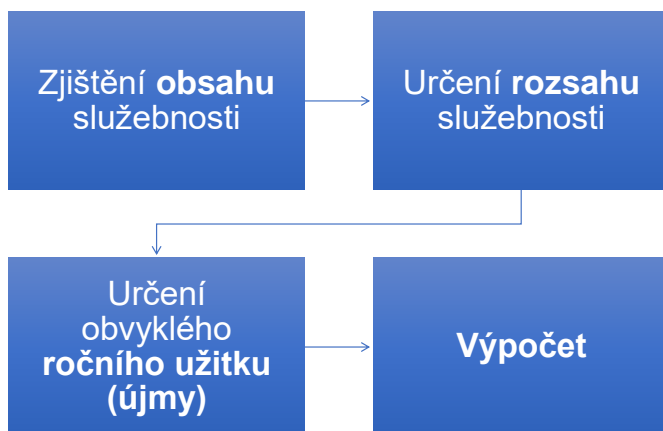 Zjištění obsahu
služebnosti
Určení rozsahu
služebnosti
Určení
obvyklého
ročního užitku
(újmy)
Výpočet